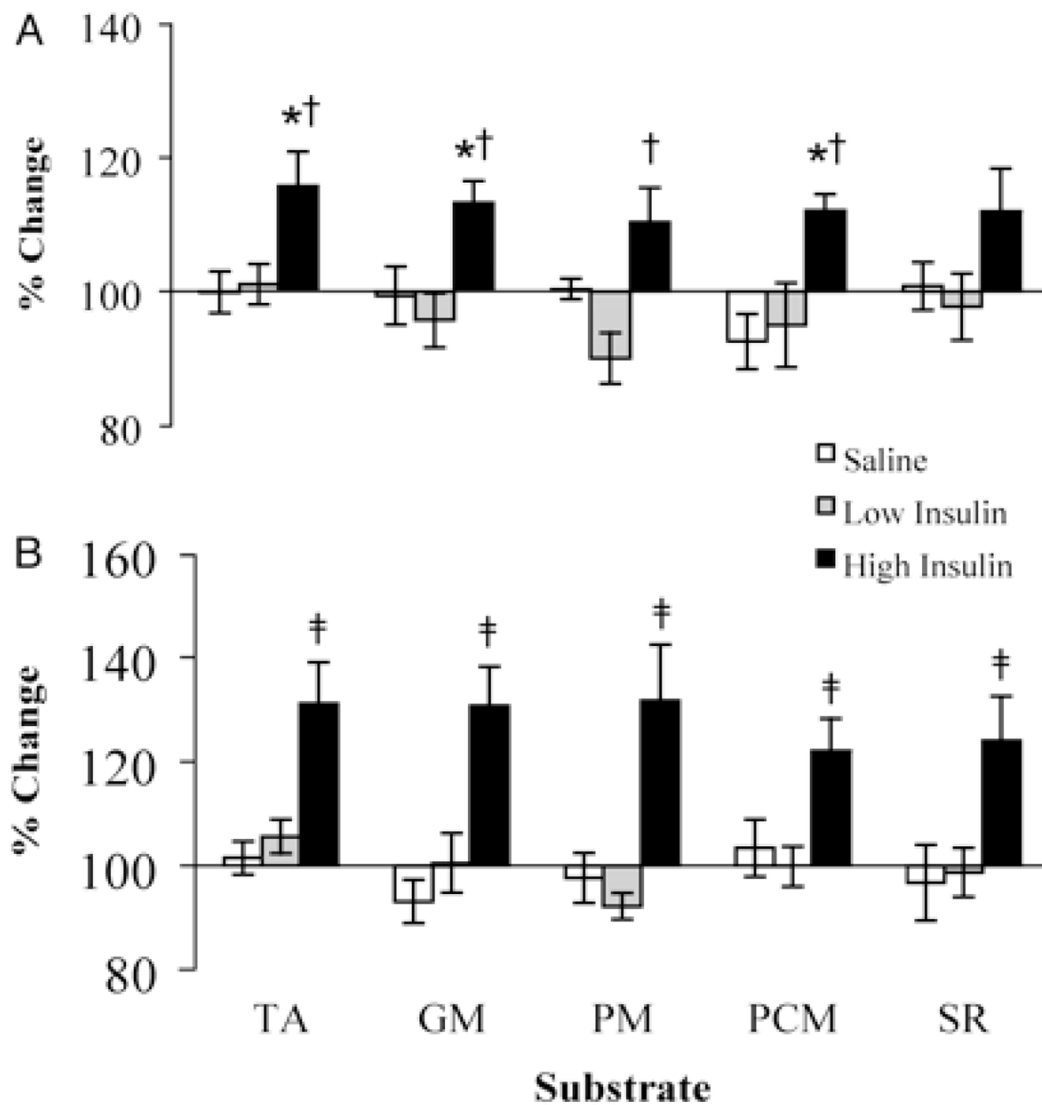 A
140
120
100
80
% Change
*†
*†
†
*†
Saline
Low Insulin
High Insulin
B
160
140
120
100
80
% Change
‡
‡
‡
‡
‡
TA GM PM PCM SR
Substrate